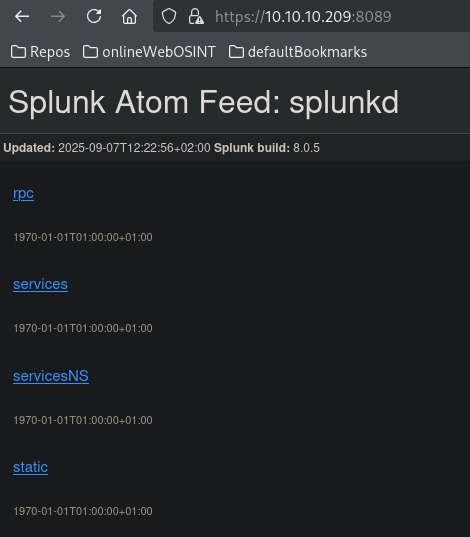 https://10.10.10.209:8089
Repos onlineWebOSINT defaultBookmarks
Splunk Atom Feed: splunkd
Updated: 2025-09-07T12:22:56+02:00 Splunk build: 8.0.5
rpc
1970-01-01T01:00:00+01:00
services
1970-01-01T01:00:00+01:00
servicesNS
1970-01-01T01:00:00+01:00
static
1970-01-01T01:00:00+01:00